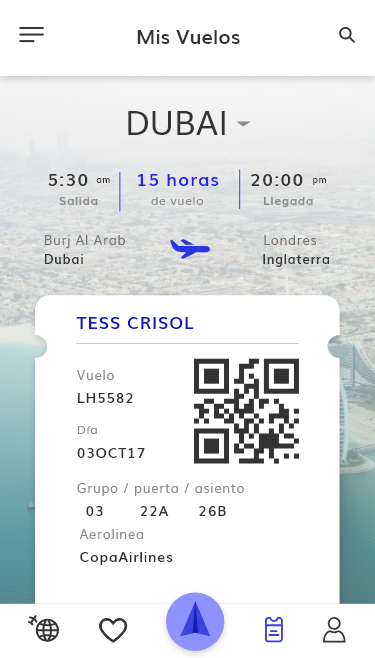 Mis Vuelos
DUBAI
5:30 am 15 horas 20:00 pm
Salida de vuelo Llegada
Burj Al Arab Londres
Dubai Inglaterra
TESS CRISOL
Vuelo
LH5582
Día
03OCT17
Grupo / puerta / asiento
03 22A 26B
Aerolinea
CopaAirlines